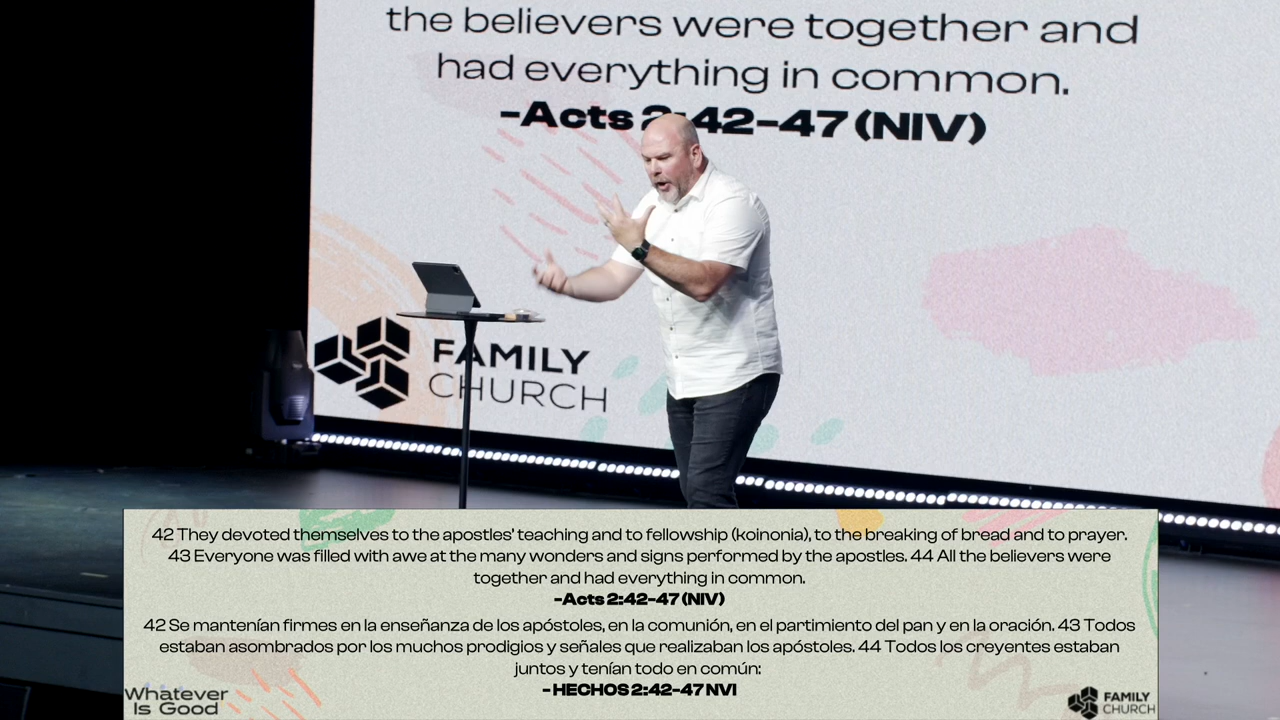 the believers were together and
had everything in common.
-Acts 2:42-47 (NIV)
FAMILY
CHURCH
42 They devoted themselves to the apostles’ teaching and to fellowship (koinonia), to the breaking of bread and to prayer.
43 Everyone was filled with awe at the many wonders and signs performed by the apostles. 44 All the believers were
together and had everything in common.
-Acts 2:42-47 (NIV)
42 Se mantenían firmes en la enseñanza de los apóstoles, en la comunión, en el partimiento del pan y en la oración. 43 Todos
estaban asombrados por los muchos prodigios y señales que realizaban los apóstoles. 44 Todos los creyentes estaban
juntos y tenían todo en común:
- HECHOS 2:42-47 NVI
Whatever
Is Good
FAMILY
CHURCH